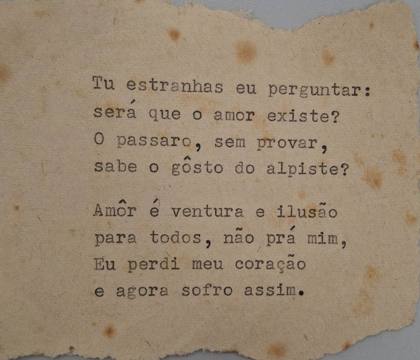 Tu estranhas eu perguntar:
será que o amor existe?
O passaro, sem provar,
sabe o gôsto do alpiste?
Amôr é ventura e ilusão
para todos, não prá mim,
Eu perdi meu coração
e agora sofro assim.